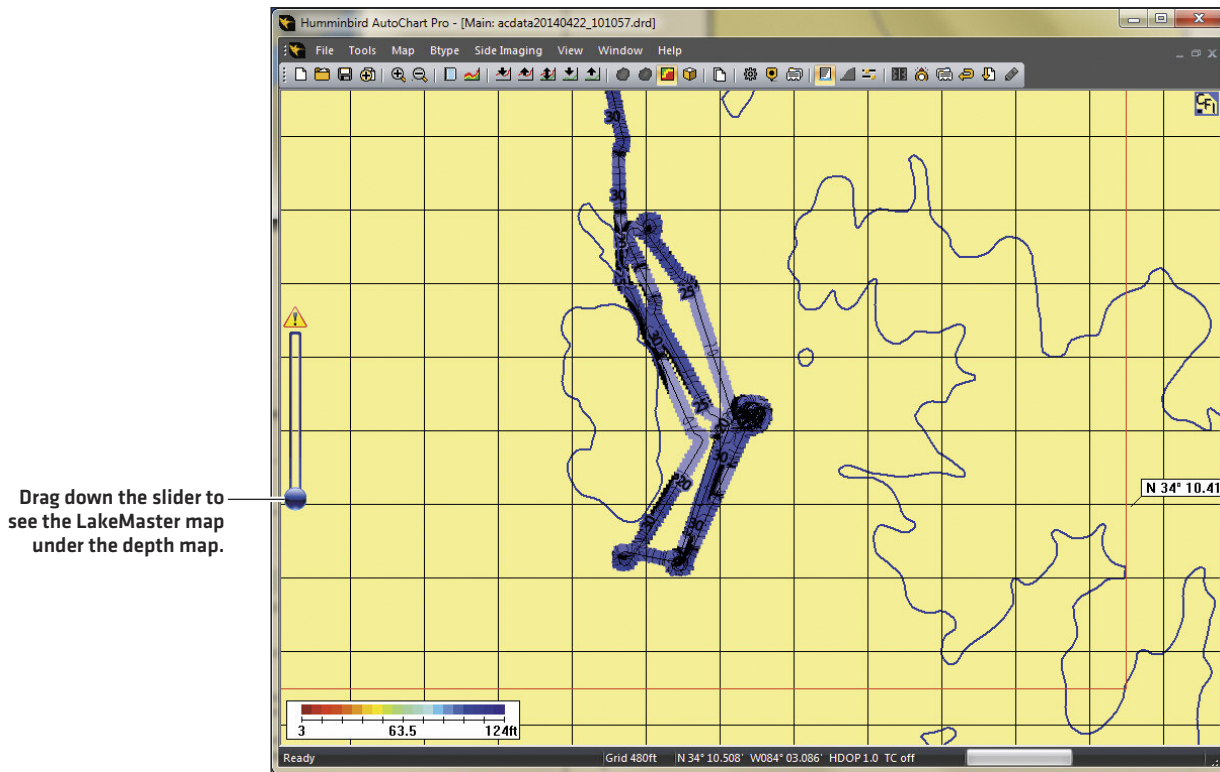 Humminbird AutoChart Pro - [Main: acdata20140422_101057.drd]
File Tools Map Btype Side Imaging View Window Help
CFI
30
30
25
25
20
30
20
30
Drag down the slider to
see the LakeMaster map
under the depth map.
N 34° 10.41
3 63.5 124ft
Ready Grid 480ft N 34° 10.508' W084° 03.086' HDOP 1.0 TC off